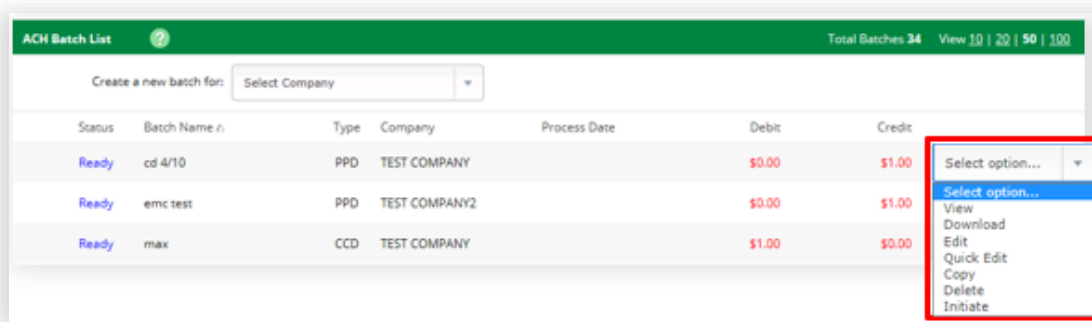 ACH Batch List ? Total Batches 34 View 10 | 20 | 50 | 100
Create a new batch for: Select Company
Status Batch Name Type Company Process Date Debit Credit
Ready cd 4/10 PPD TEST COMPANY $0.00 $1.00 Select option...
Select option...
Ready emc test PPD TEST COMPANY2 $0.00 $1.00 View
Download
Edit
Ready max CCD TEST COMPANY $1.00 $0.00 Quick Edit
Copy
Delete
Initiate